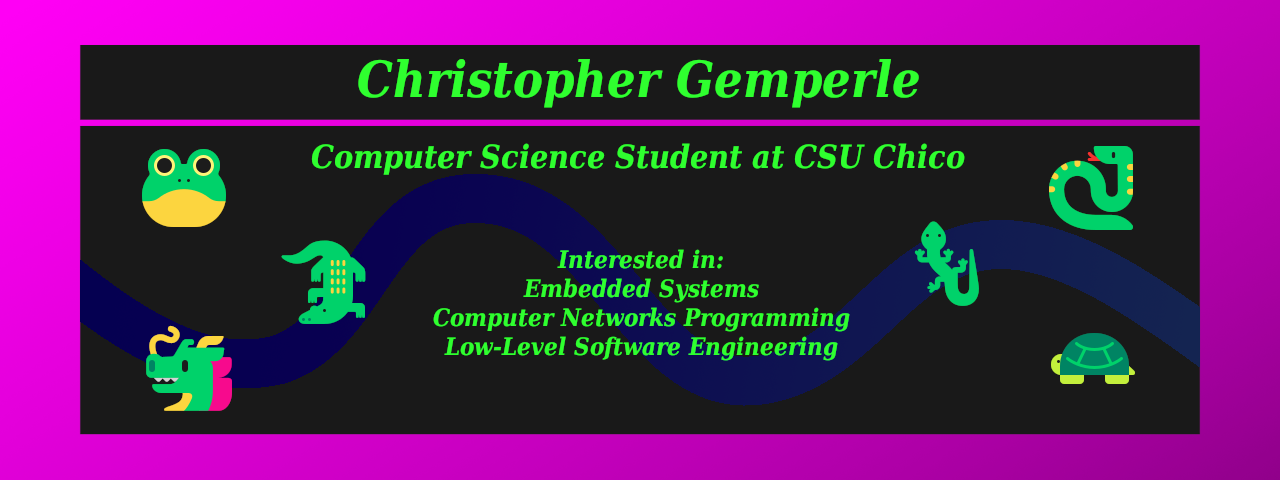 Christopher Gemperle
Computer Science Student at CSU Chico
Interested in:
Embedded Systems
Computer Networks Programming
Low-Level Software Engineering